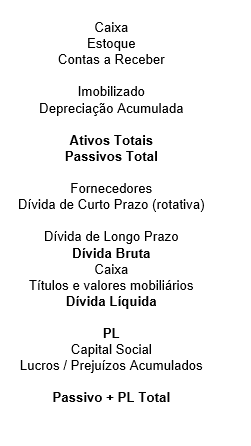 Caixa
Estoque
Contas a Receber
Imobilizado
Depreciação Acumulada
Ativos Totais
Passivos Total
Fornecedores
Dívida de Curto Prazo (rotativa)
Dívida de Longo Prazo
Dívida Bruta
Caixa
Títulos e valores mobiliários
Dívida Líquida
PL
Capital Social
Lucros / Prejuízos Acumulados
Passivo + PL Total